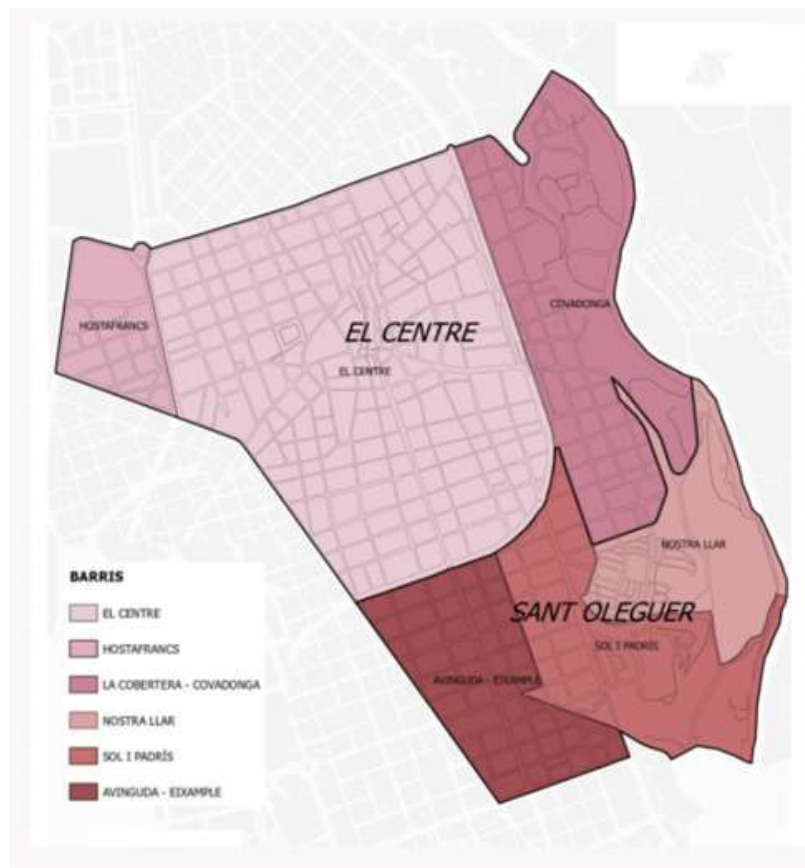 COVADONGA
HOSTAFRANCS
EL CENTRE
EL CENTRE
NOSTRA LLAR
SANT OLEGUER
SOL I PADRÍS
AVINGUDA - EIXAMPLE
BARRIS
EL CENTRE
HOSTAFRANCS
LA COBERTERA - COVADONGA
NOSTRA LLAR
SOL I PADRÍS
AVINGUDA - EIXAMPLE